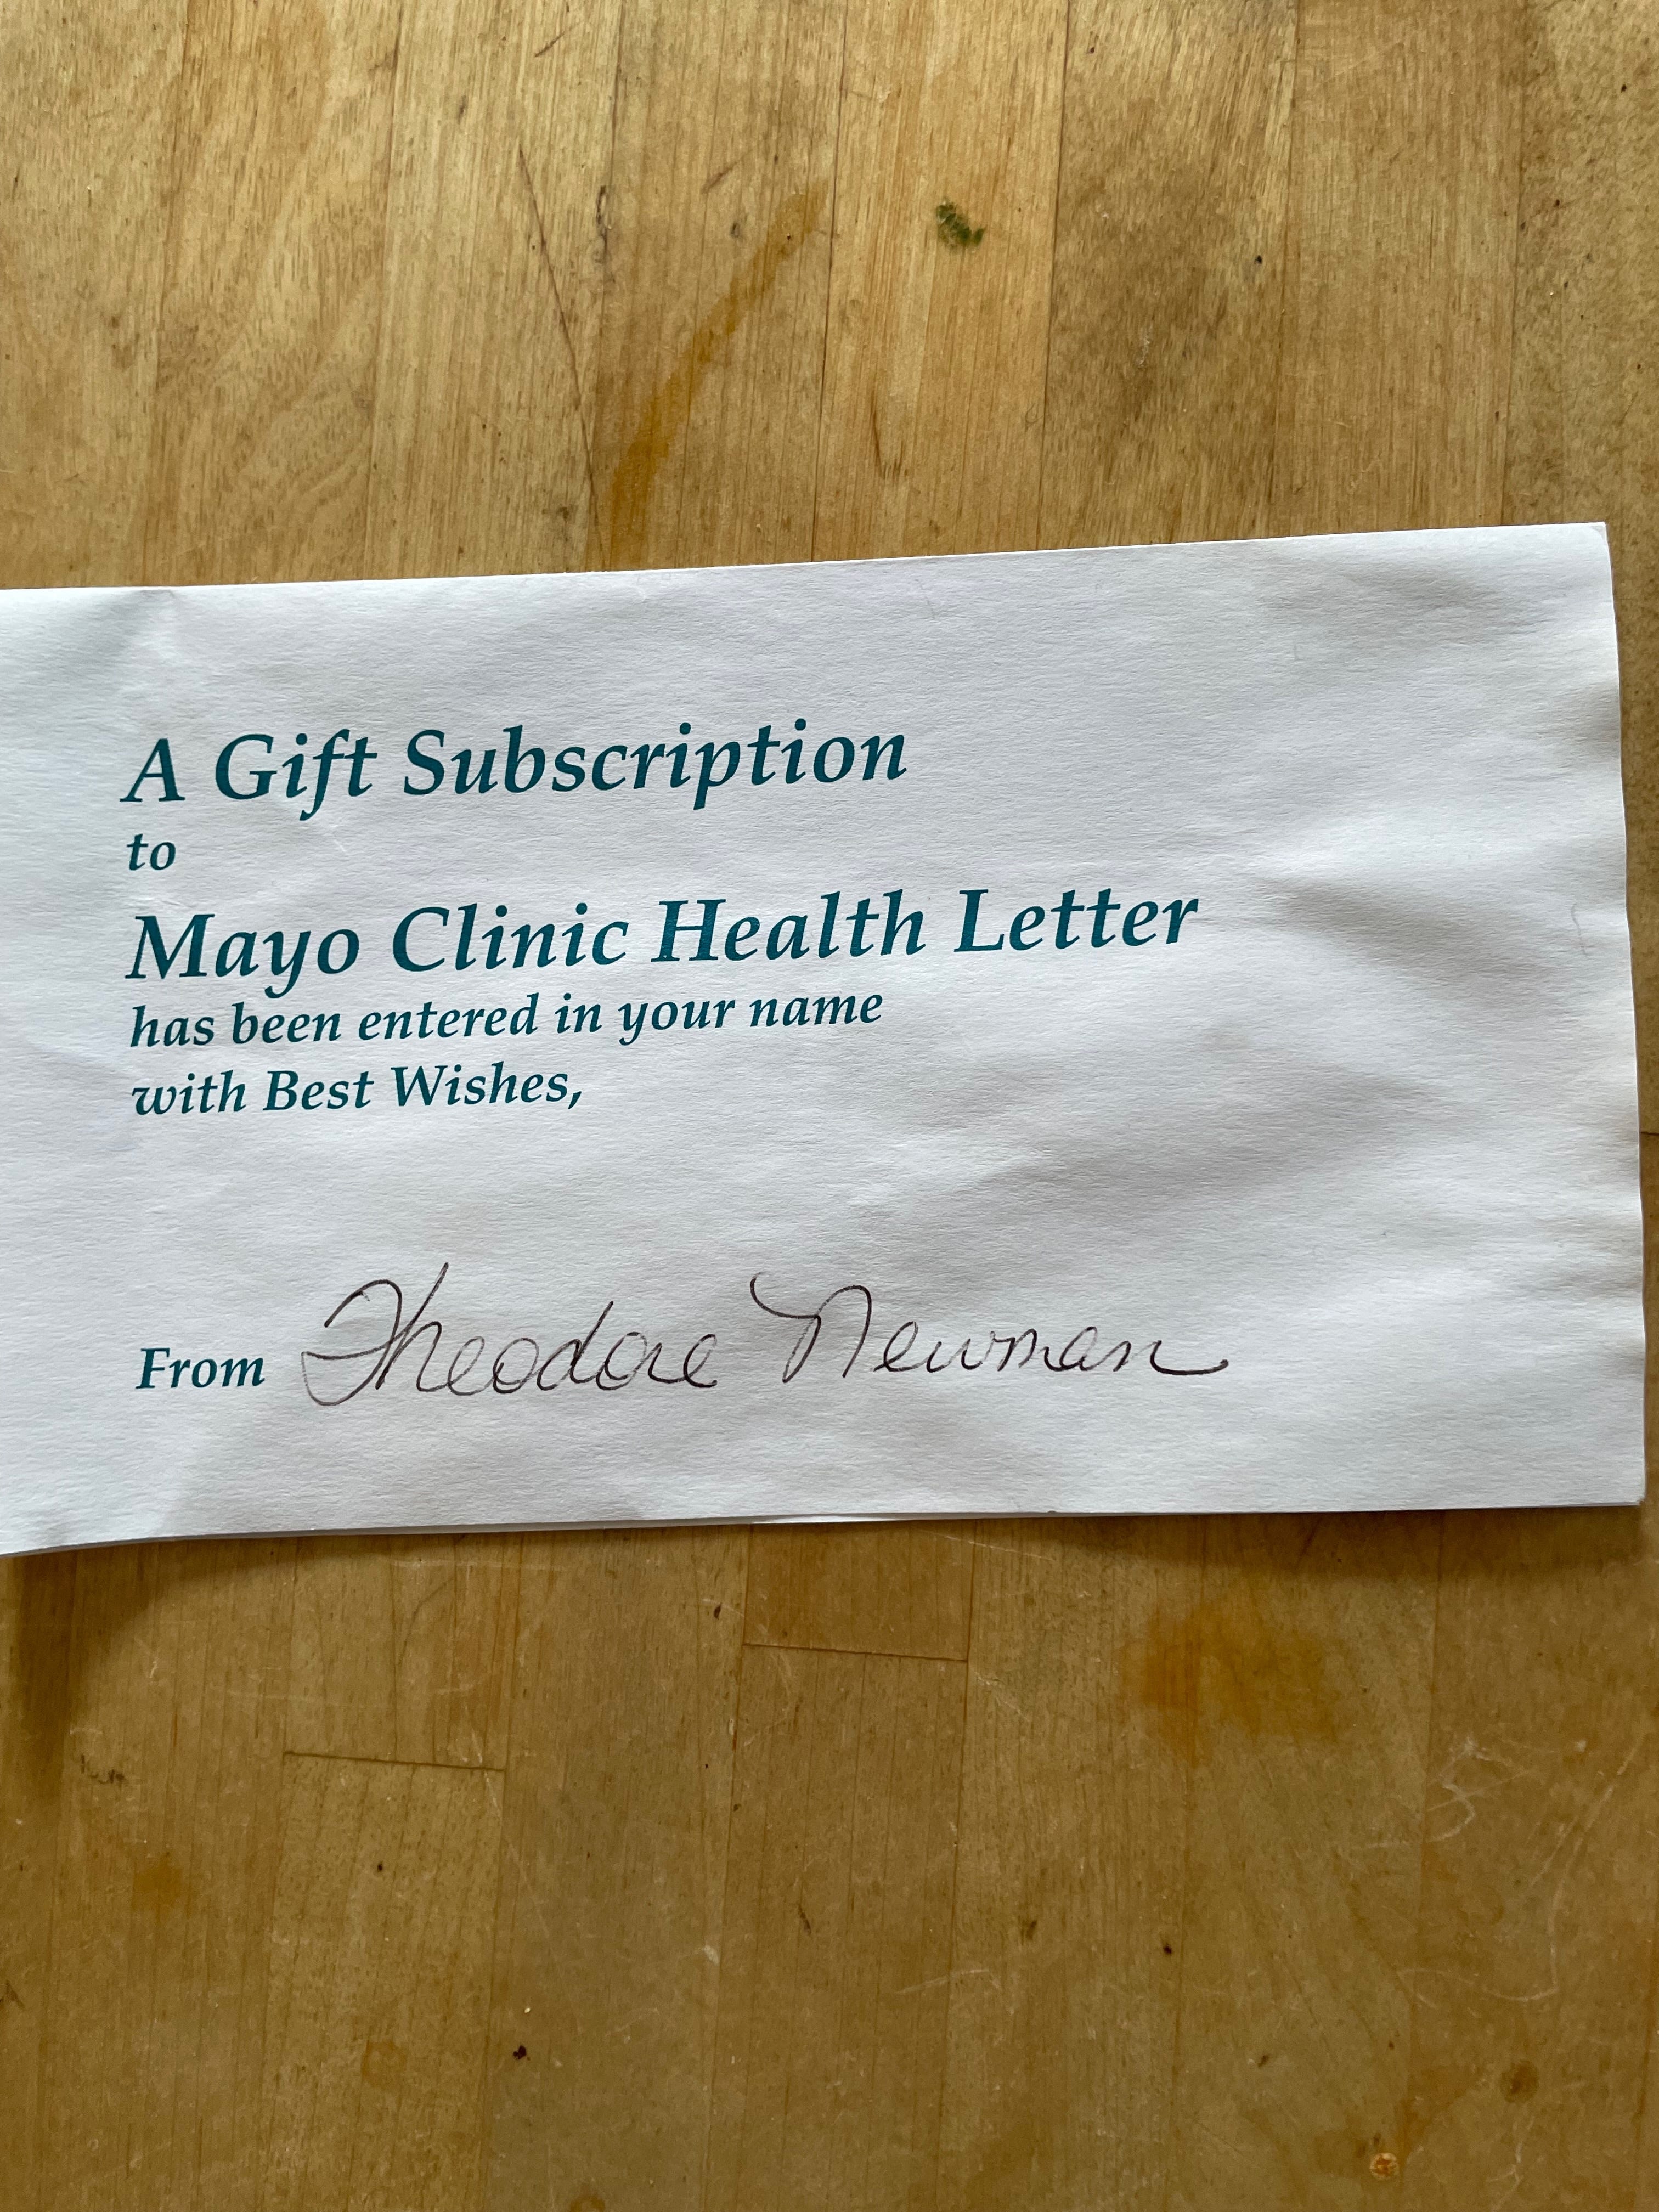 A Gift Subscription
to
Mayo Clinic Health Letter
has been entered in your name
with Best Wishes,
From Theodore Newman